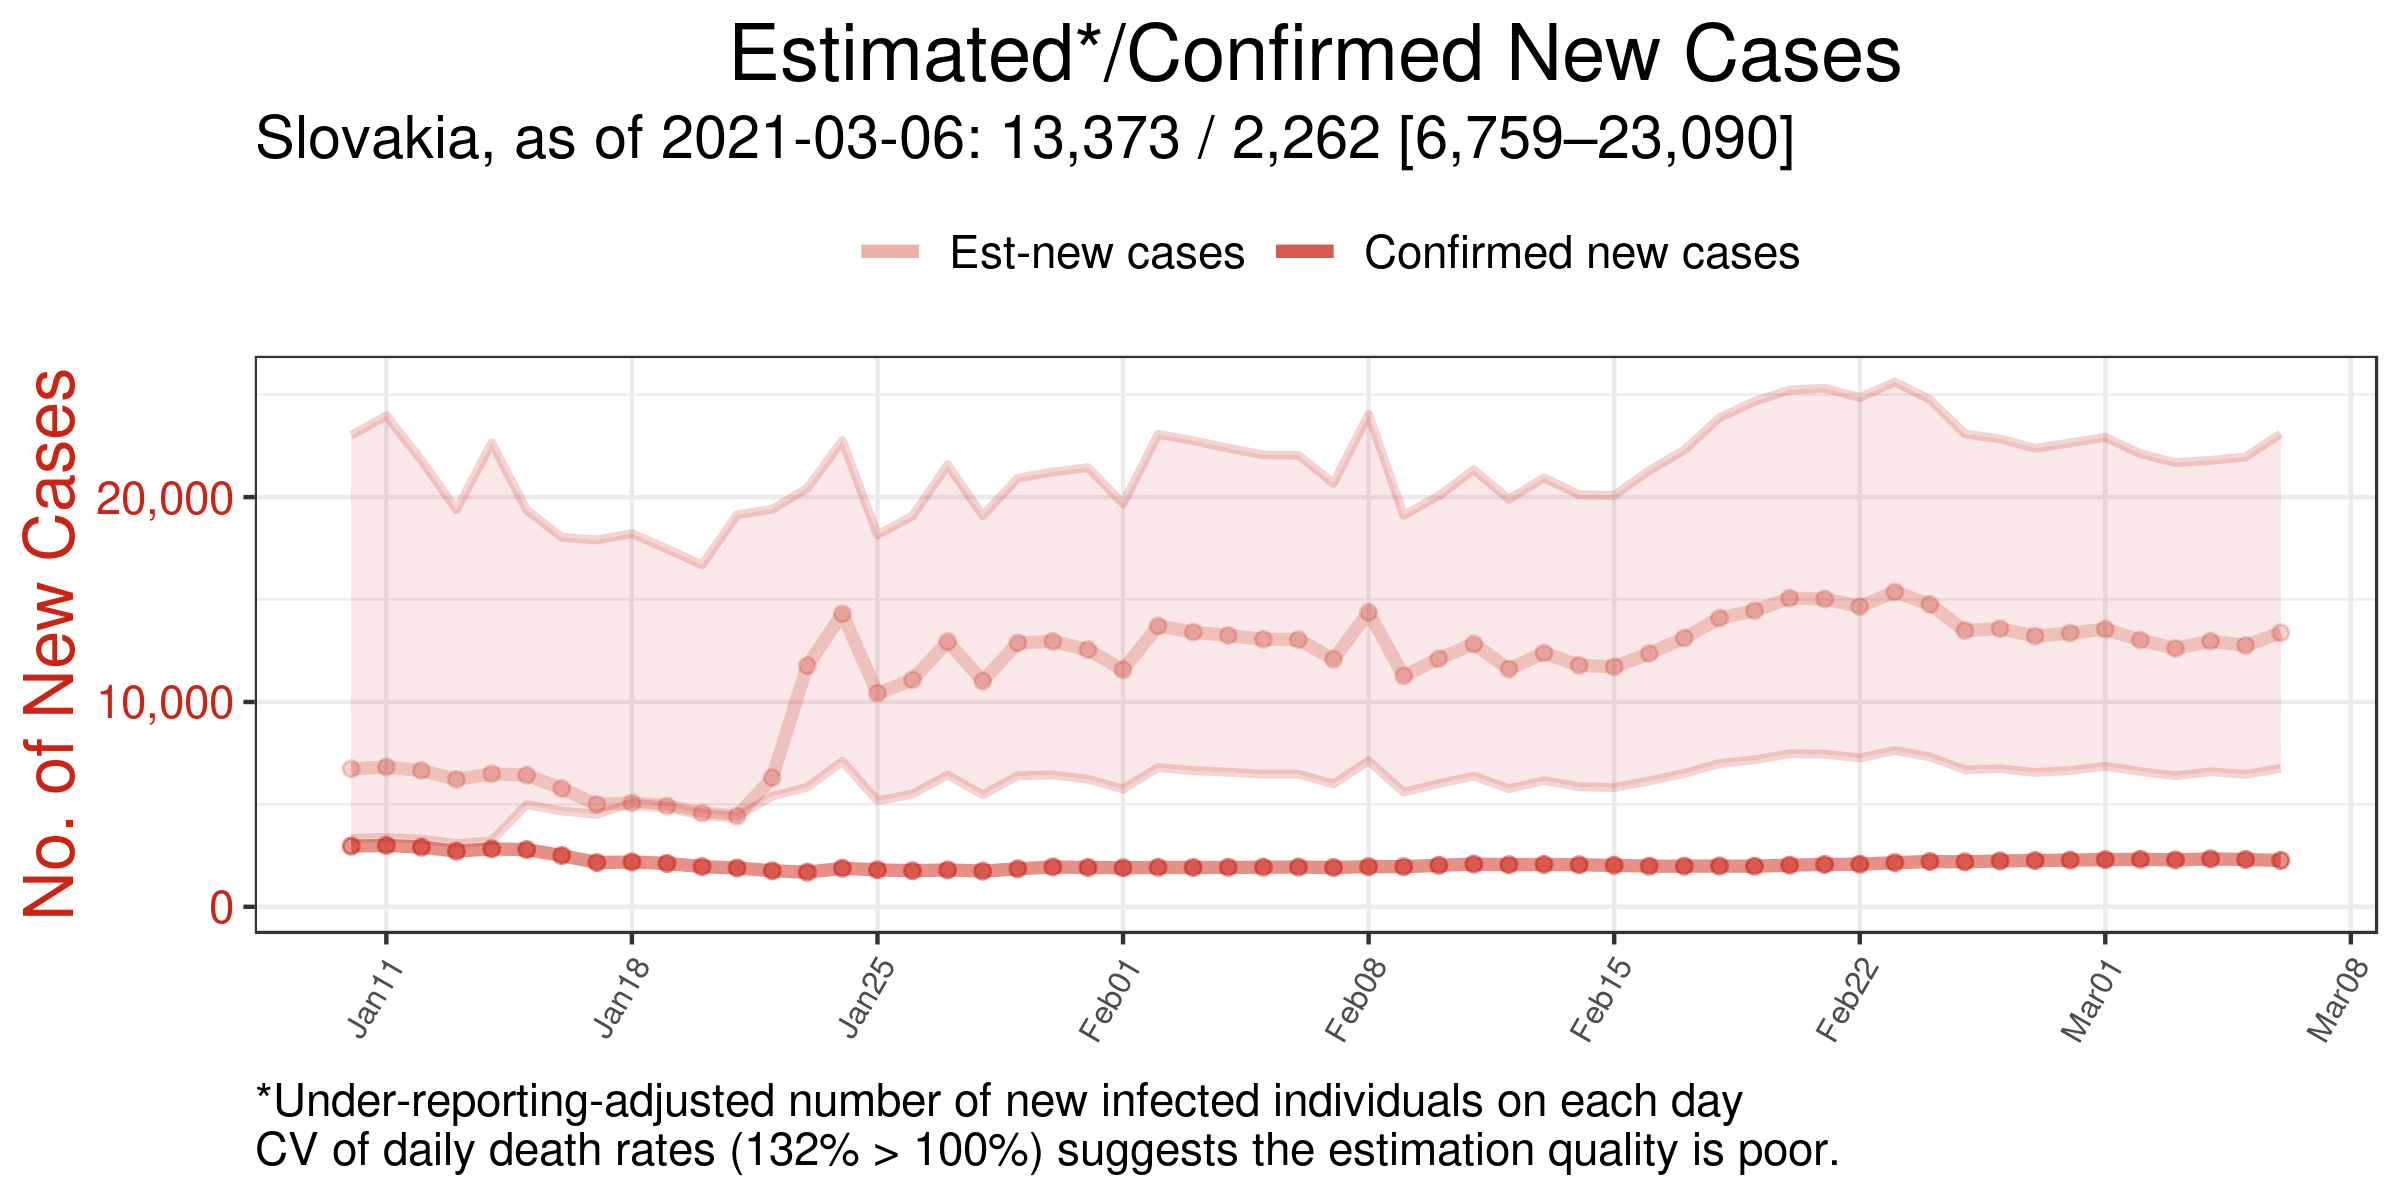 Estimated*/Confirmed New Cases
Slovakia, as of 2021-03-06: 13,373 / 2,262 [6,759–23,090]
Est-new cases
Confirmed new cases
No. of New Cases
20,000
10,000
0
Jan11
Jan18
Jan25
Feb01
Feb08
Feb15
Feb22
Mar01
Mar08
*Under-reporting-adjusted number of new infected individuals on each day
CV of daily death rates (132% > 100%) suggests the estimation quality is poor.